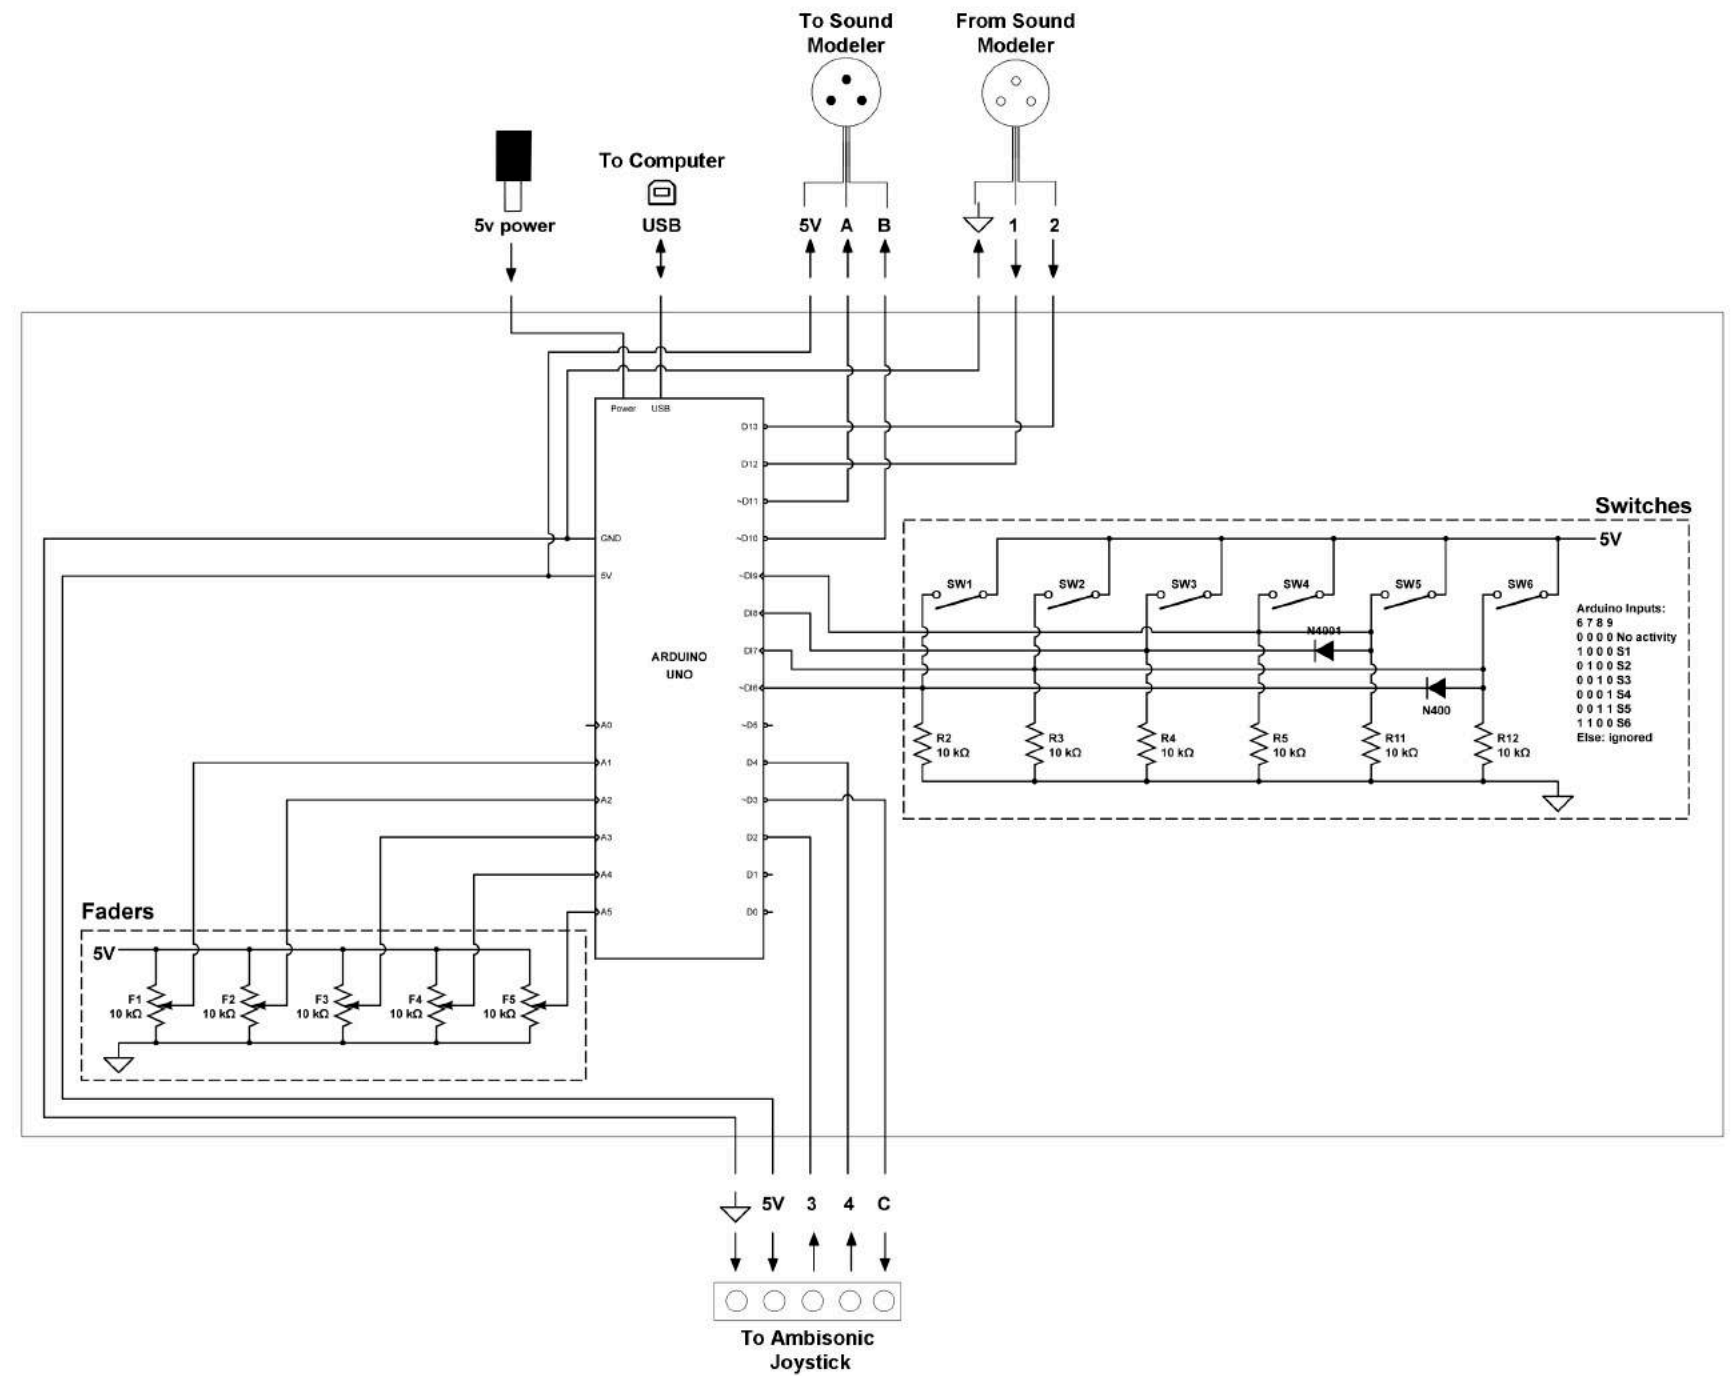 To Sound
Modeler
From Sound
Modeler
To Computer
5v power
USB
5V A B
1 2
Power USB
D13
D12
~D11
~D10
~DI9
DI8
DI7
~DI6
~D5
D4
~D3
D2
D1
D0
GND
5V
A0
A1
A2
A3
A4
A5
ARDUINO
UNO
Switches
5V
SW1 SW2 SW3 SW4 SW5 SW6
N4001
N400
R2
10 kΩ
R3
10 kΩ
R4
10 kΩ
R5
10 kΩ
R11
10 kΩ
R12
10 kΩ
Arduino Inputs:
6 7 8 9
0 0 0 0 No activity
1 0 0 0 S1
0 1 0 0 S2
0 0 1 0 S3
0 0 0 1 S4
0 0 1 1 S5
1 1 0 0 S6
Else: ignored
Faders
5V
F1
10 kΩ
F2
10 kΩ
F3
10 kΩ
F4
10 kΩ
F5
10 kΩ
5V 3 4 C
To Ambisonic
Joystick